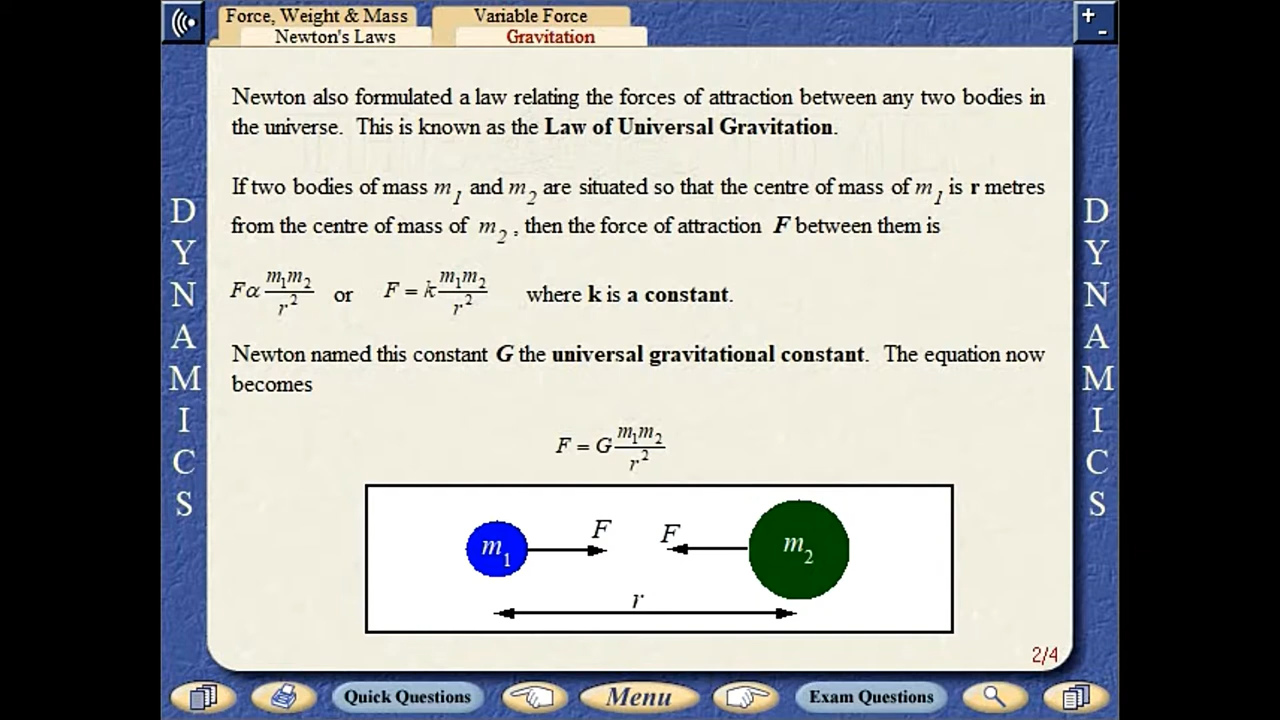 Force, Weight & Mass
Variable Force
Newton's Laws
Gravitation
+
-
Newton also formulated a law relating the forces of attraction between any two bodies in
the universe. This is known as the Law of Universal Gravitation.
If two bodies of mass m₁ and m₂ are situated so that the centre of mass of m₁ is r metres
from the centre of mass of m₂ , then the force of attraction F between them is
F α m₁m₂/r² or F = k m₁m₂/r² where k is a constant.
Newton named this constant G the universal gravitational constant. The equation now
becomes
F = G m₁m₂/r²
m₁ F F m₂
r
2/4
DYNAMICS
DYNAMICS
Quick Questions
Menu
Exam Questions